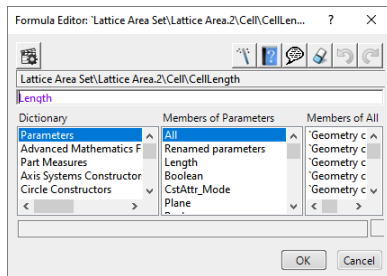 Formula Editor: `Lattice Area Set\Lattice Area.2\Cell\CellLen... ? ×
Lattice Area Set\Lattice Area.2\Cell\CellLength
Length
Dictionary Members of Parameters Members of All
Parameters All `Geometry c
Advanced Mathematics F Renamed parameters `Geometry c
Part Measures Length `Geometry c
Axis Systems Constructor Boolean `Geometry c
Circle Constructors CstAttr_Mode `Geometry c
Plane
OK Cancel